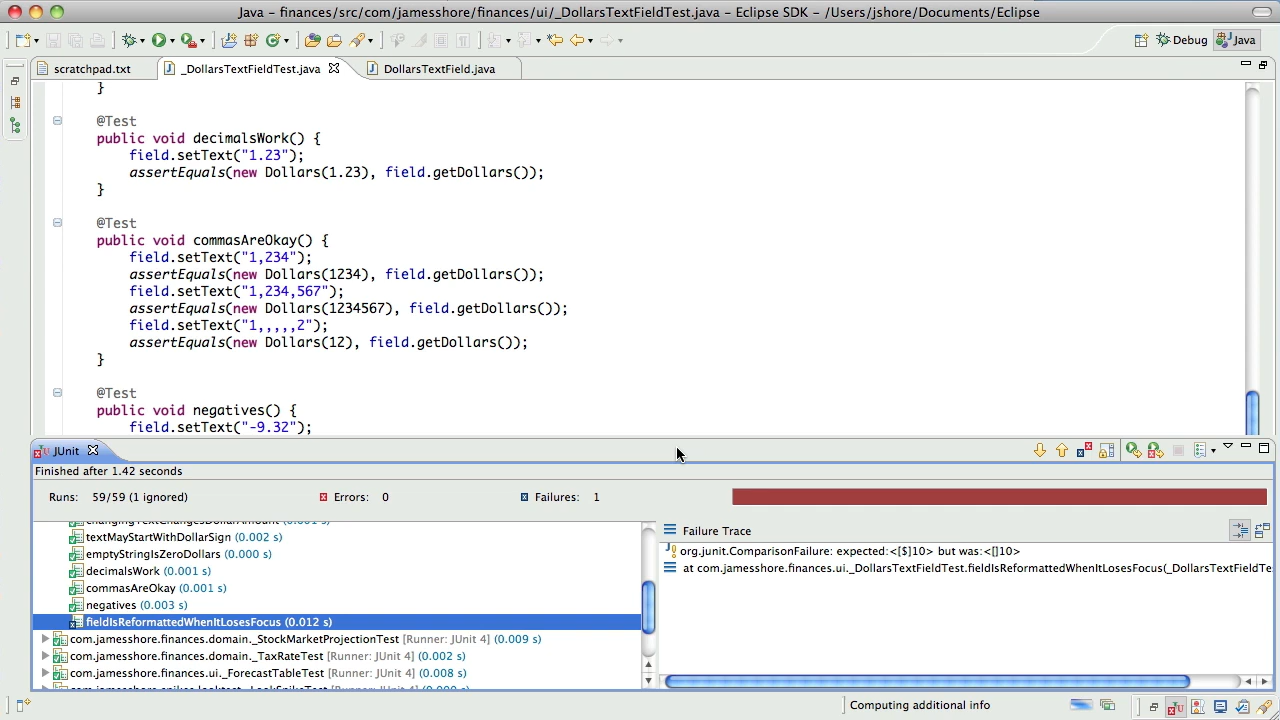 Java – finances/src/com/jamesshore/finances/ui/_DollarsTextFieldTest.java – Eclipse SDK – /Users/jshore/Documents/Eclipse
Debug Java
scratchpad.txt _DollarsTextFieldTest.java DollarsTextField.java
}
@Test
public void decimalsWork() {
field.setText("1.23");
assertEquals(new Dollars(1.23), field.getDollars());
}
@Test
public void commasAreOkay() {
field.setText("1,234");
assertEquals(new Dollars(1234), field.getDollars());
field.setText("1,234,567");
assertEquals(new Dollars(1234567), field.getDollars());
field.setText("1,,,,,2");
assertEquals(new Dollars(12), field.getDollars());
}
@Test
public void negatives() {
field.setText("-9.32");
JUnit
Finished after 1.42 seconds
Runs: 59/59 (1 ignored) Errors: 0 Failures: 1
changingTextChangesDollarAmount (0.001 s)
textMayStartWithDollarSign (0.002 s)
emptyStringIsZeroDollars (0.000 s)
decimalsWork (0.001 s)
commasAreOkay (0.001 s)
negatives (0.003 s)
fieldIsReformattedWhenItLosesFocus (0.012 s)
com.jamesshore.finances.domain._StockMarketProjectionTest [Runner: JUnit 4] (0.009 s)
com.jamesshore.finances.domain._TaxRateTest [Runner: JUnit 4] (0.002 s)
com.jamesshore.finances.ui._ForecastTableTest [Runner: JUnit 4] (0.008 s)
Failure Trace
org.junit.ComparisonFailure: expected:<[$]10> but was:<[]10>
at com.jamesshore.finances.ui._DollarsTextFieldTest.fieldIsReformattedWhenItLosesFocus(_DollarsTextFieldTe
Computing additional info